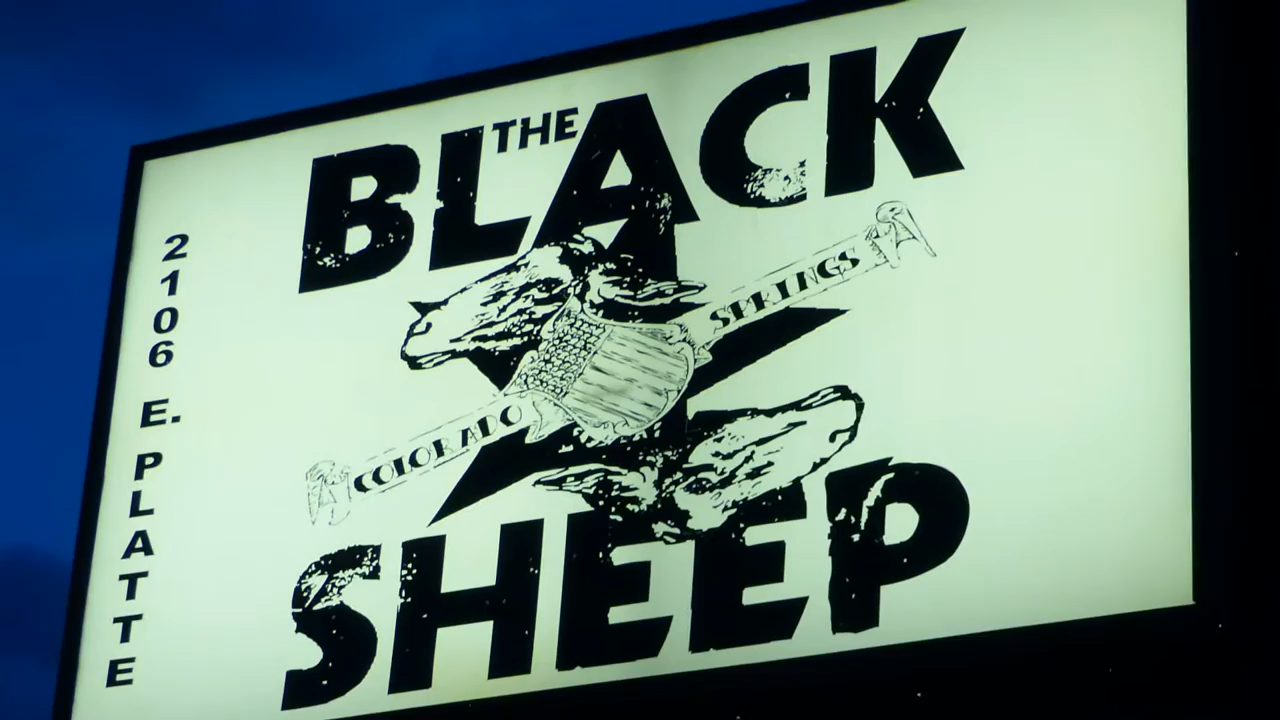 THE
BLACK
COLORADO SPRINGS
SHEEP
2106 E. PLATTE